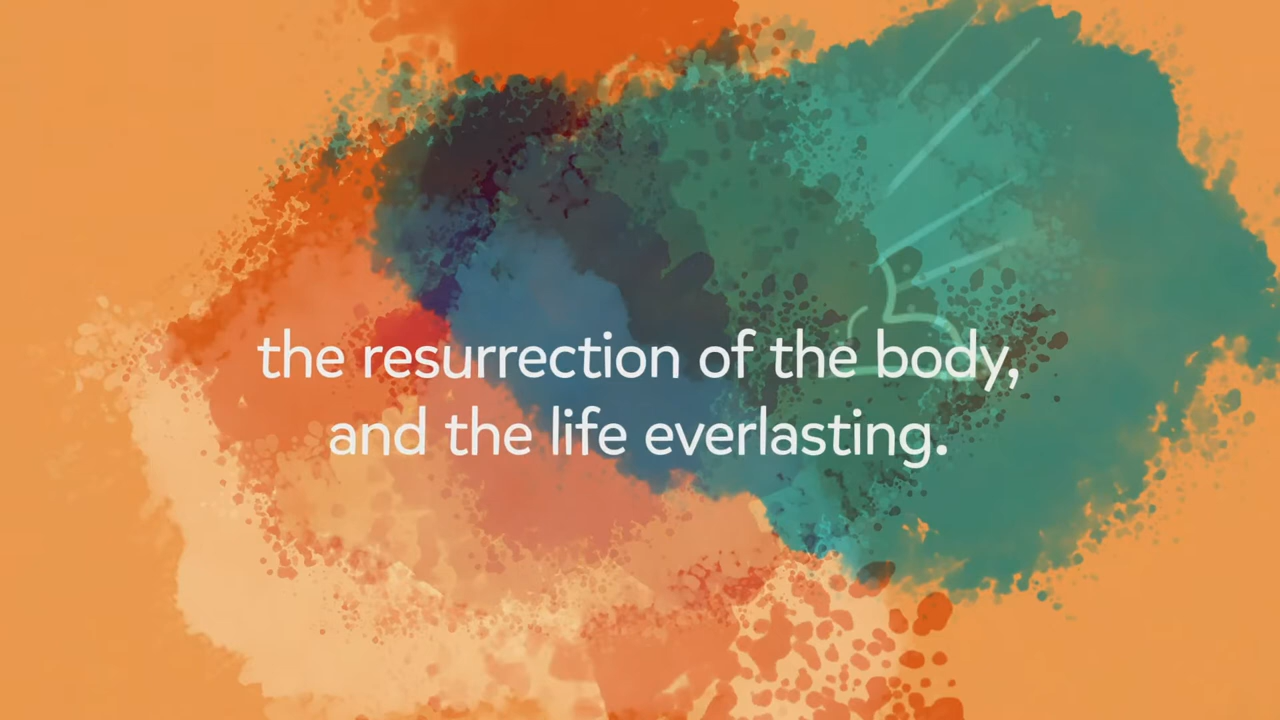 the resurrection of the body,
and the life everlasting.